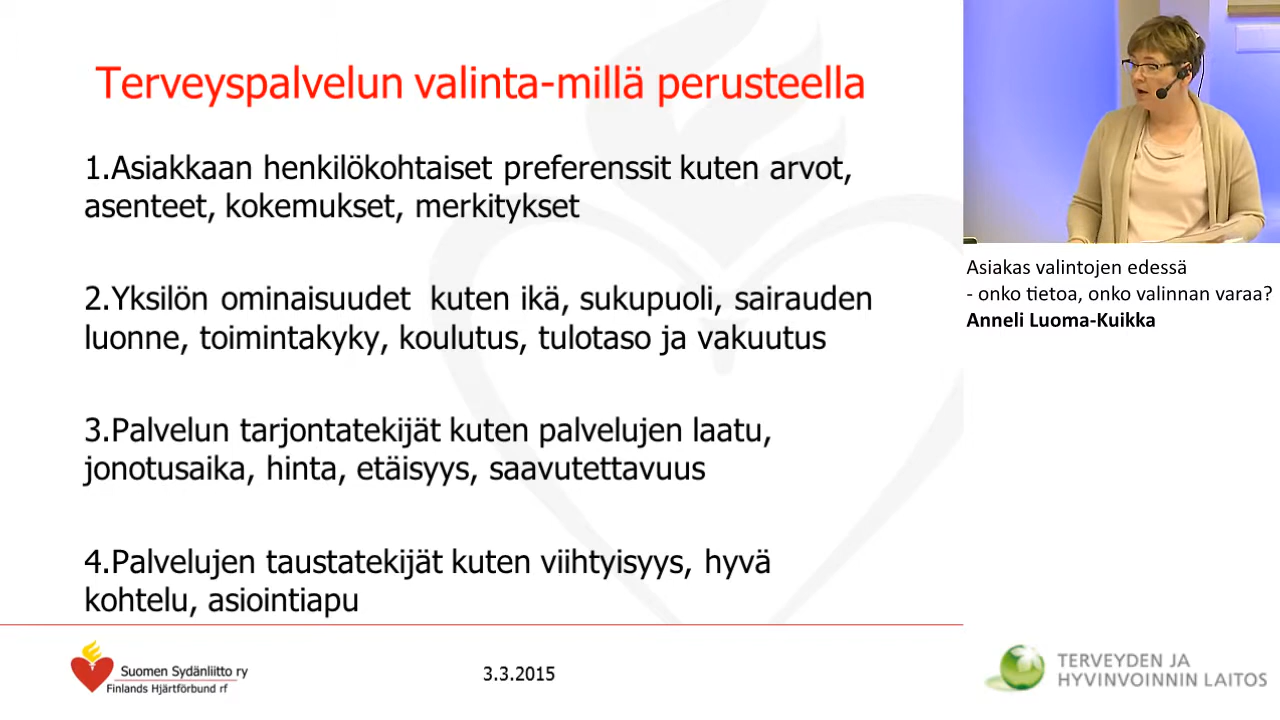 Terveyspalvelun valinta-millä perusteella
1.Asiakkaan henkilökohtaiset preferenssit kuten arvot,
asenteet, kokemukset, merkitykset
2.Yksilön ominaisuudet  kuten ikä, sukupuoli, sairauden
luonne, toimintakyky, koulutus, tulotaso ja vakuutus
3.Palvelun tarjontatekijät kuten palvelujen laatu,
jonotusaika, hinta, etäisyys, saavutettavuus
4.Palvelujen taustatekijät kuten viihtyisyys, hyvä
kohtelu, asiointiapu
Suomen Sydänliitto ry
Finlands Hjärtförbund rf
3.3.2015
Asiakas valintojen edessä
- onko tietoa, onko valinnan varaa?
Anneli Luoma-Kuikka
TERVEYDEN JA
HYVINVOINNIN LAITOS